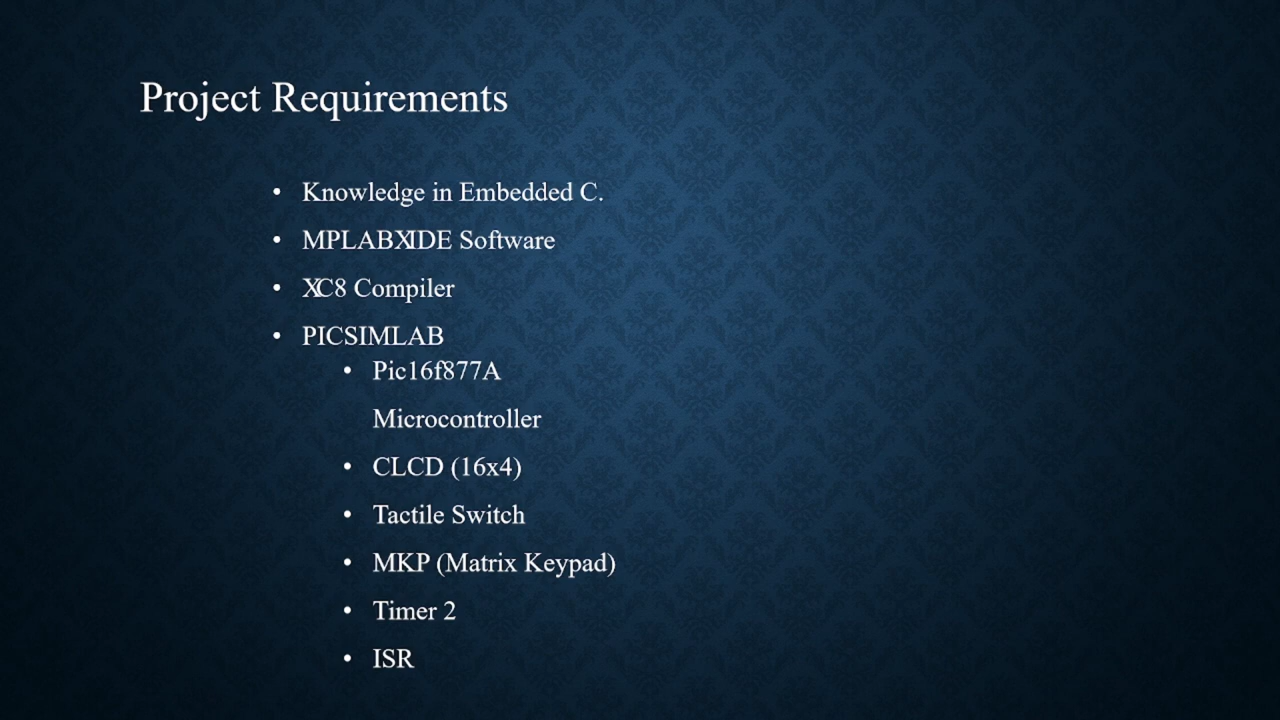 Project Requirements
• Knowledge in Embedded C.
• MPLABXIDE Software
• XC8 Compiler
• PICSIMLAB
• Pic16f877A
Microcontroller
• CLCD (16x4)
• Tactile Switch
• MKP (Matrix Keypad)
• Timer 2
• ISR